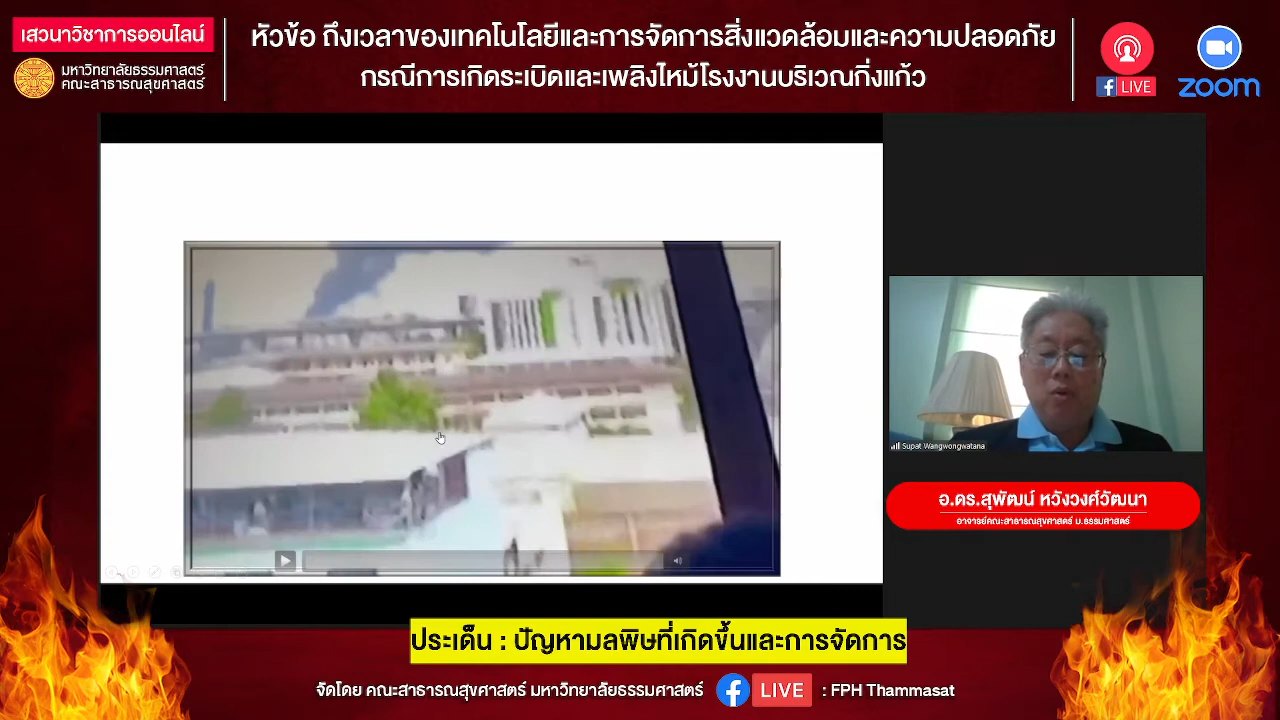 เสวนาวิชาการออนไลน์
มหาวิทยาลัยธรรมศาสตร์
คณะสาธารณสุขศาสตร์
หัวข้อ ถึงเวลาของเทคโนโลยีและการจัดการสิ่งแวดล้อมและความปลอดภัย
กรณีการเกิดระเบิดและเพลิงไหม้โรงงานบริเวณกิ่งแก้ว
LIVE
zoom
Supat Wangwongwatana
อ.ดร.สุพัฒน์ หวังวงศ์วัฒนา
อาจารย์คณะสาธารณสุขศาสตร์ ม.ธรรมศาสตร์
ประเด็น : ปัญหามลพิษที่เกิดขึ้นและการจัดการ
จัดโดย คณะสาธารณสุขศาสตร์ มหาวิทยาลัยธรรมศาสตร์ LIVE : FPH Thammasat